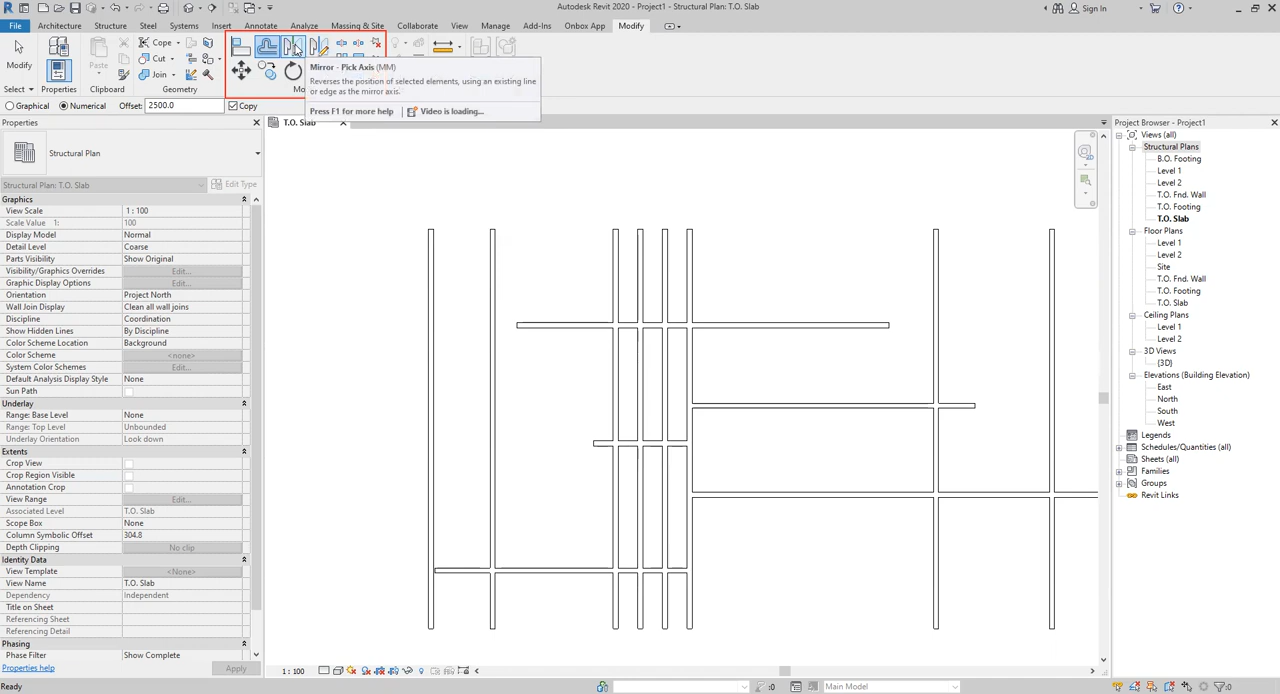 Autodesk Revit 2020 - Project1 - Structural Plan: T.O. Slab
Sign In
File Architecture Structure Steel Systems Insert Annotate Analyze Massing & Site Collaborate View Manage Add-Ins Onbox App Modify
Modify
Paste
Cope
Cut
Join
Select Properties Clipboard Geometry Mo
Mirror - Pick Axis (MM)
Reverses the position of selected elements, using an existing line
or edge as the mirror axis.
Press F1 for more help
Video is loading...
Graphical Numerical Offset: 2500.0 Copy
Properties
Structural Plan
Structural Plan: T.O. Slab
Edit Type
Graphics
View Scale 1 : 100
Scale Value 1: 100
Display Model Normal
Detail Level Coarse
Parts Visibility Show Original
Visibility/Graphics Overrides Edit...
Graphic Display Options Edit...
Orientation Project North
Wall Join Display Clean all wall joins
Discipline Coordination
Show Hidden Lines By Discipline
Color Scheme Location Background
Color Scheme <none>
System Color Schemes Edit...
Default Analysis Display Style None
Sun Path
Underlay
Range: Base Level None
Range: Top Level Unbounded
Underlay Orientation Look down
Extents
Crop View
Crop Region Visible
Annotation Crop
View Range Edit...
Associated Level T.O. Slab
Scope Box None
Column Symbolic Offset 304.8
Depth Clipping No clip
Identity Data
View Template <None>
View Name T.O. Slab
Dependency Independent
Title on Sheet
Referencing Sheet
Referencing Detail
Phasing
Phase Filter Show Complete
Properties help
Apply
T.O. Slab
1 : 100
Project Browser - Project1
Views (all)
Structural Plans
B.O. Footing
Level 1
Level 2
T.O. Fnd. Wall
T.O. Footing
T.O. Slab
Floor Plans
Level 1
Level 2
Site
T.O. Fnd. Wall
T.O. Footing
T.O. Slab
Ceiling Plans
Level 1
Level 2
3D Views
{3D}
Elevations (Building Elevation)
East
North
South
West
Legends
Schedules/Quantities (all)
Sheets (all)
Families
Groups
Revit Links
Ready
:0
Main Model
:0